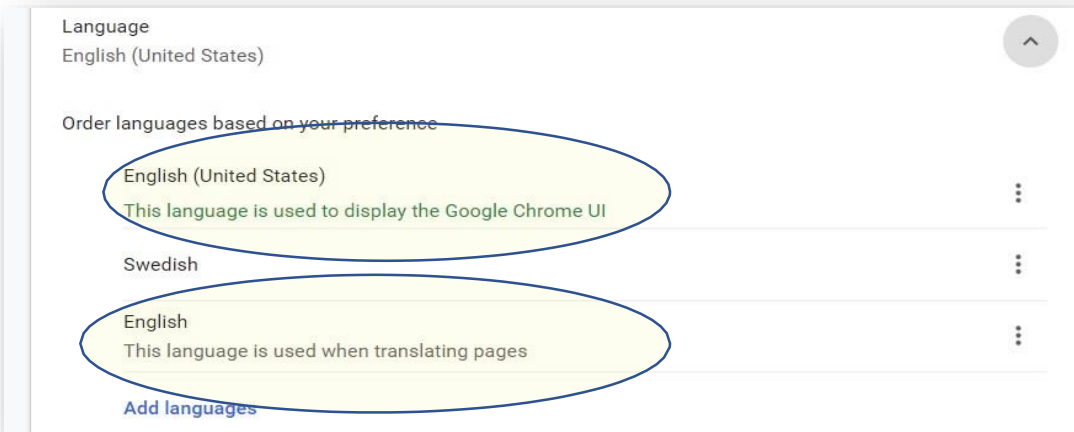 Language
English (United States)
Order languages based on your preference
English (United States)
This language is used to display the Google Chrome UI
Swedish
English
This language is used when translating pages
Add languages